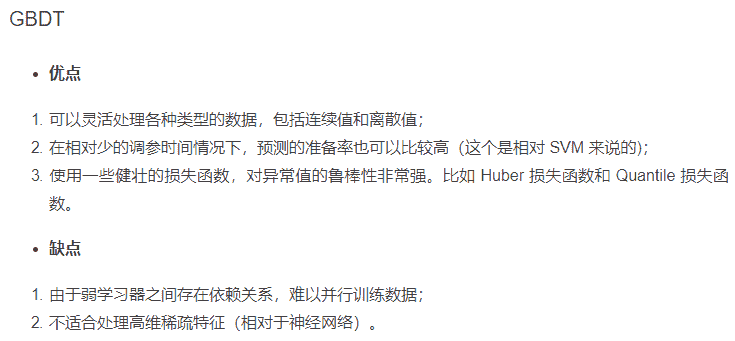 GBDT
• 优点
1. 可以灵活处理各种类型的数据，包括连续值和离散值；
2. 在相对少的调参时间情况下，预测的准备率也可以比较高（这个是相对 SVM 来说的）；
3. 使用一些健壮的损失函数，对异常值的鲁棒性非常强。比如 Huber 损失函数和 Quantile 损失函
数。
• 缺点
1. 由于弱学习器之间存在依赖关系，难以并行训练数据；
2. 不适合处理高维稀疏特征（相对于神经网络）。